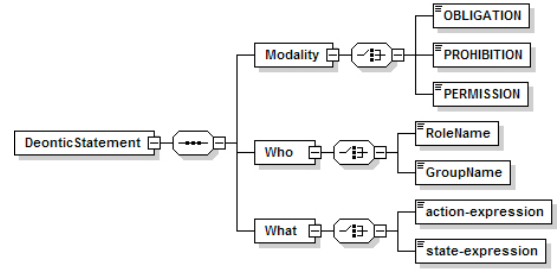 OBLIGATION
Modality
PROHIBITION
PERMISSION
DeonticStatement
Who
RoleName
GroupName
What
action-expression
state-expression